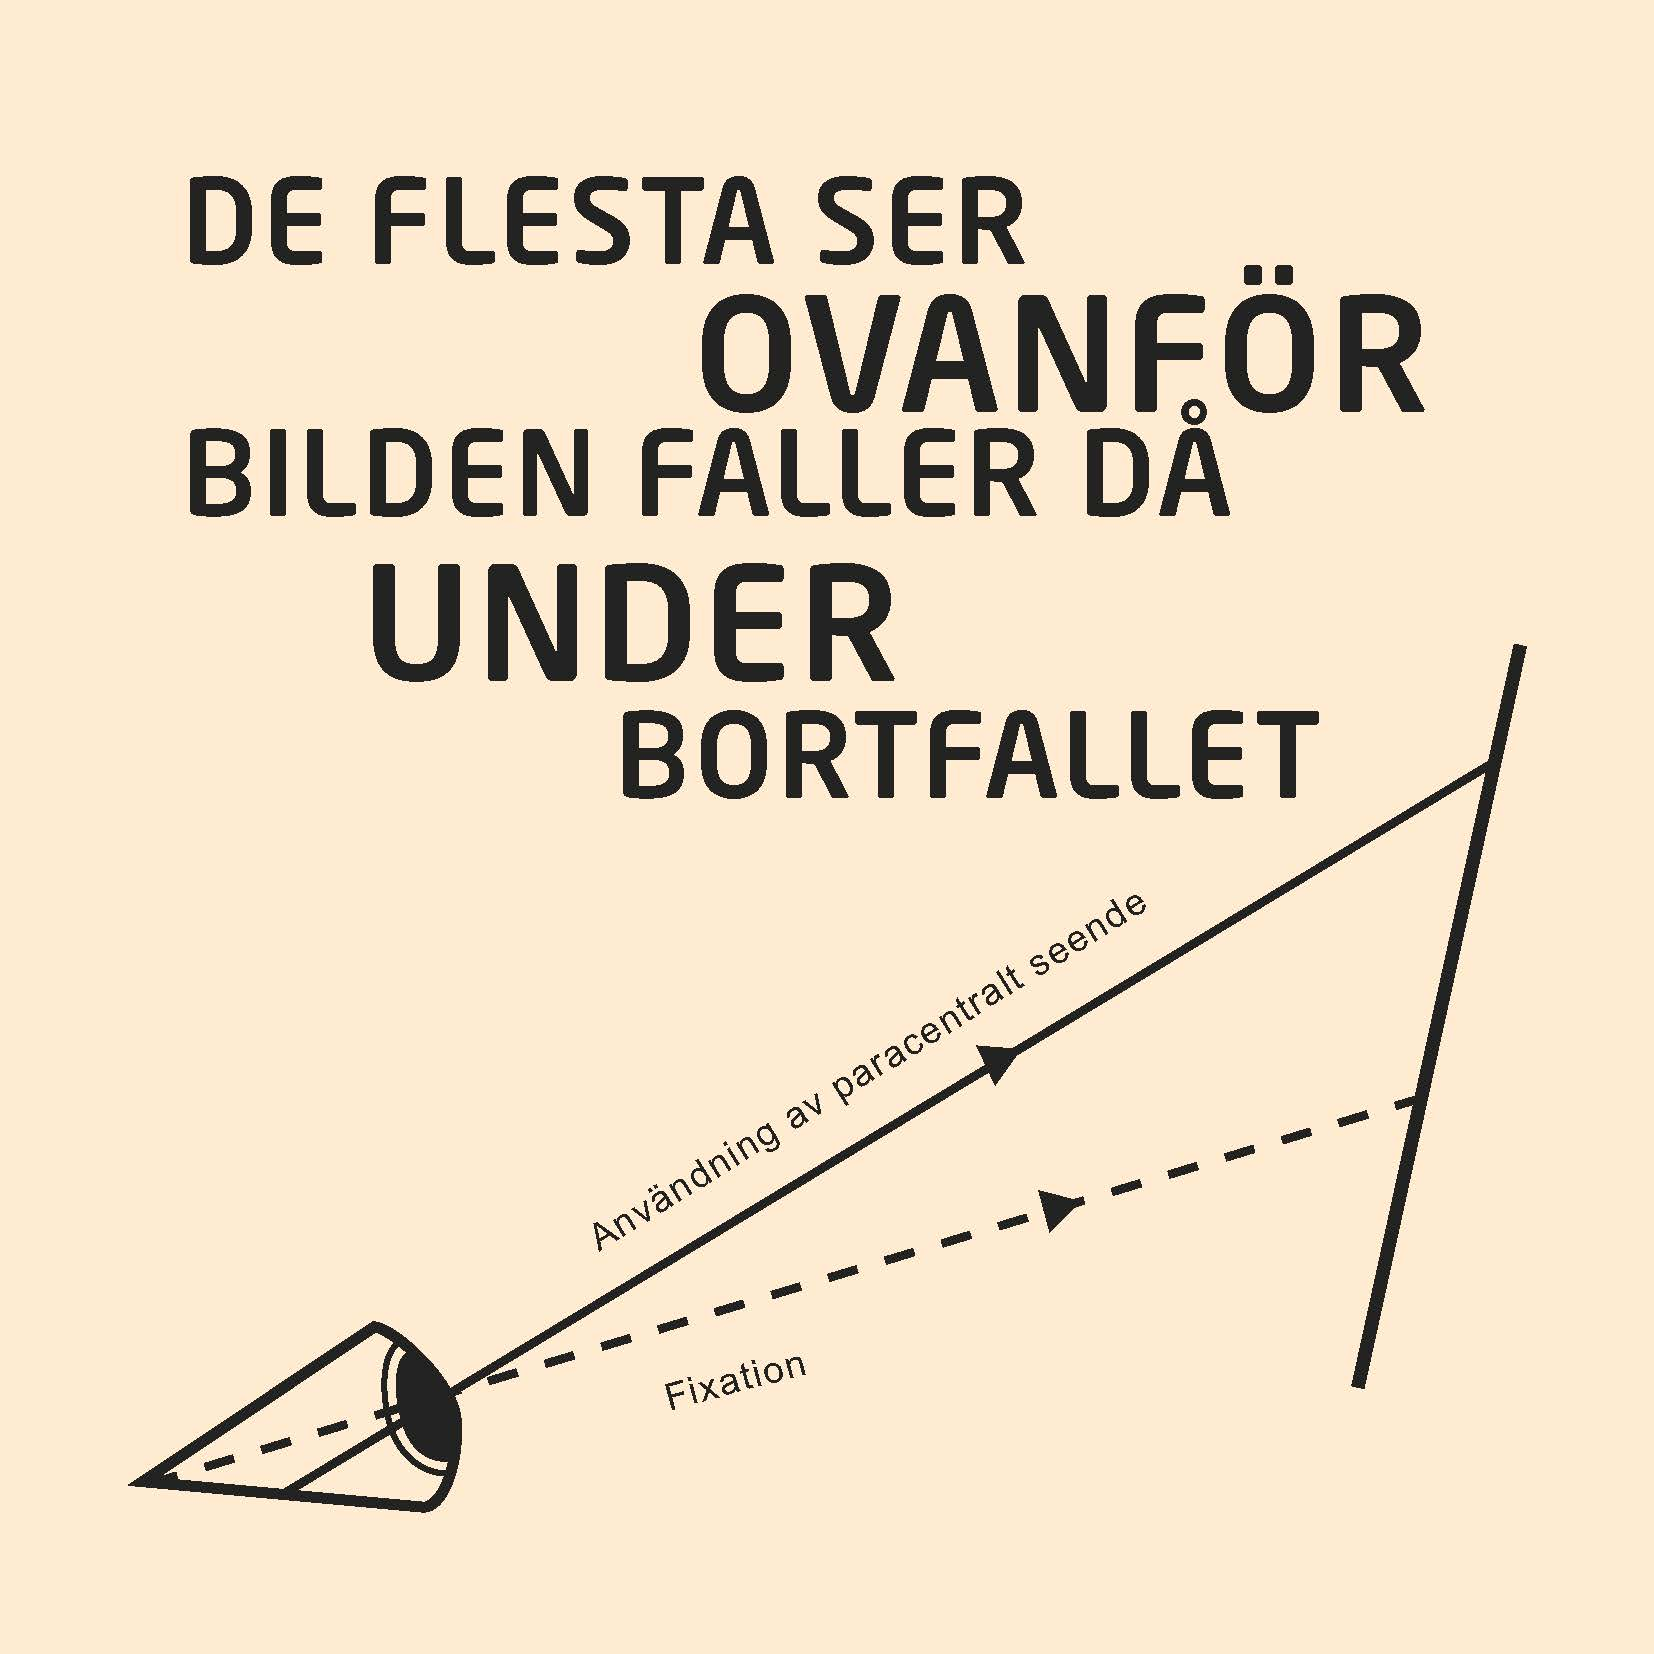 DE FLESTA SER
OVANFÖR
BILDEN FALLER DÅ
UNDER
BORTFALLET
Användning av paracentralt seende
Fixation